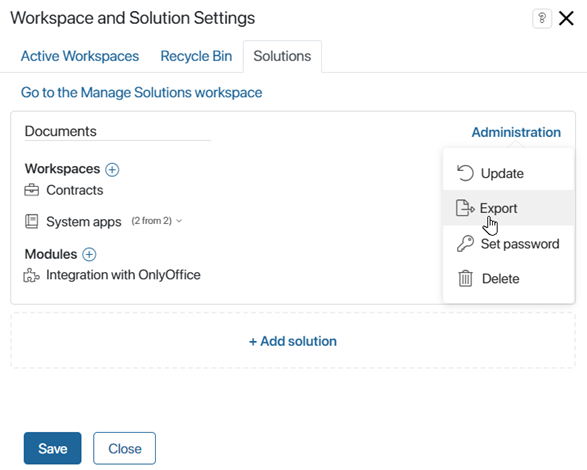 Workspace and Solution Settings
?
Active Workspaces Recycle Bin Solutions
Go to the Manage Solutions workspace
Documents Administration
Workspaces
Contracts
System apps (2 from 2)
Modules
Integration with OnlyOffice
Update
Export
Set password
Delete
+ Add solution
Save Close